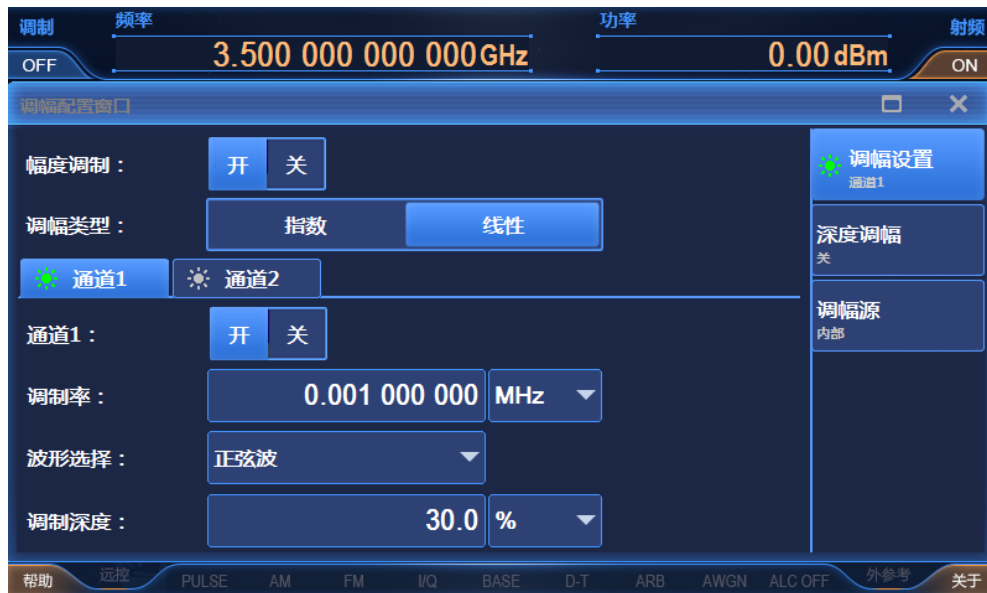 调制 频率 功率 射频
OFF 3.500 000 000 000 GHz 0.00 dBm ON
调幅配置窗口
幅度调制： 开 关
调幅设置
通道1
调幅类型： 指数 线性
深度调幅
关
通道1 通道2
调幅源
内部
通道1： 开 关
调制率： 0.001 000 000 MHz
波形选择： 正弦波
调制深度： 30.0 %
帮助 远控 PULSE AM FM I/Q BASE D-T ARB AWGN ALC OFF 外参考 关于